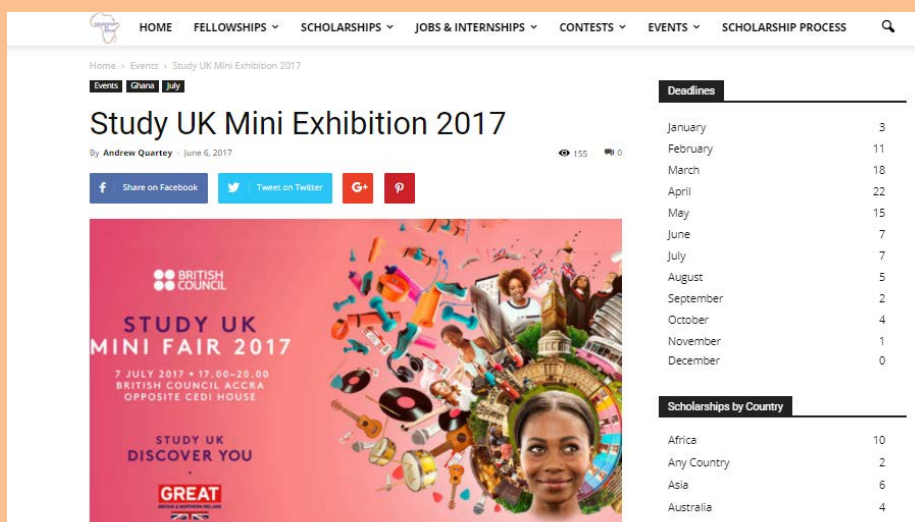 HOME FELLOWSHIPS SCHOLARSHIPS JOBS & INTERNSHIPS CONTESTS EVENTS SCHOLARSHIP PROCESS
Home › Events › Study UK Mini Exhibition 2017
Events Ghana July
Study UK Mini Exhibition 2017
By Andrew Quartey - June 6, 2017
155 0
f Share on Facebook
Tweet on Twitter
G+
BRITISH
COUNCIL
STUDY UK
MINI FAIR 2017
7 JULY 2017 • 17.00–20.00
BRITISH COUNCIL ACCRA
OPPOSITE CEDI HOUSE
STUDY UK
DISCOVER YOU
GREAT
BRITAIN & NORTHERN IRELAND
Deadlines
January 3
February 11
March 18
April 22
May 15
June 7
July 7
August 5
September 2
October 4
November 1
December 0
Scholarships by Country
Africa 10
Any Country 2
Asia 6
Australia 4